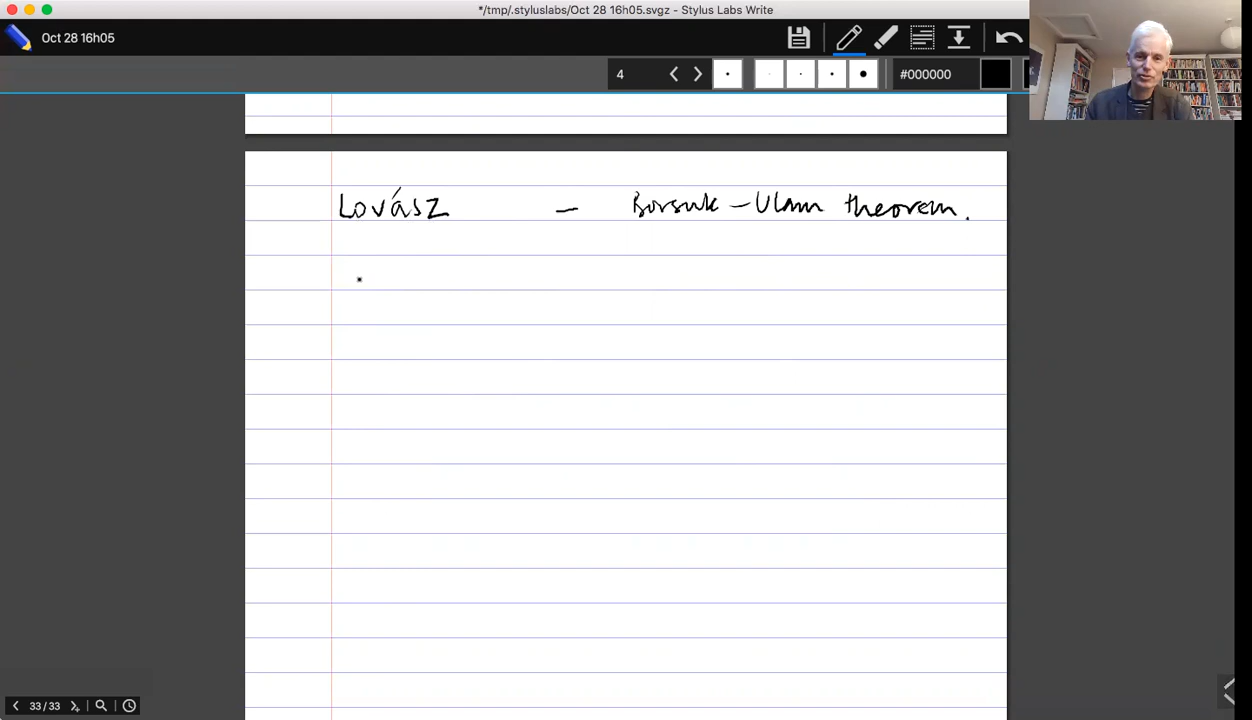 */tmp/.styluslabs/Oct 28 16h05.svgz - Stylus Labs Write
Oct 28 16h05
4
#000000
Lovász — Borsuk-Ulam theorem.
33/33